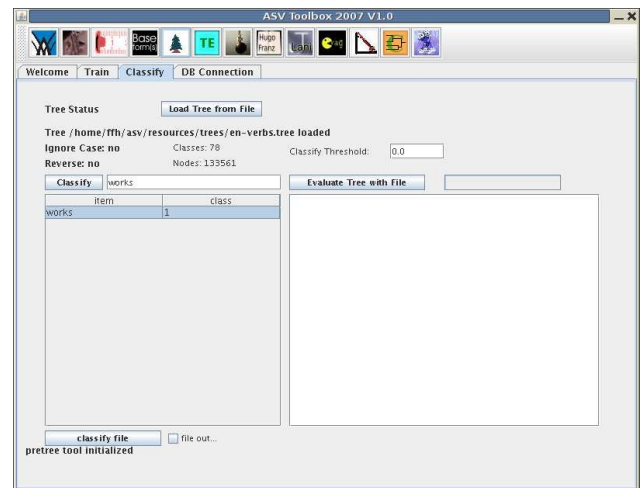 ASV Toolbox 2007 V1.0
Base form(s)
TE
Hugo Franz
Welcome Train Classify DB Connection
Tree Status Load Tree from File
Tree /home/ffh/asv/resources/trees/en-verbs.tree loaded
Ignore Case: no Classes: 78 Classify Threshold: 0.0
Reverse: no Nodes: 133561
Classify works Evaluate Tree with File
item class
works 1
classify file file out...
pretree tool initialized